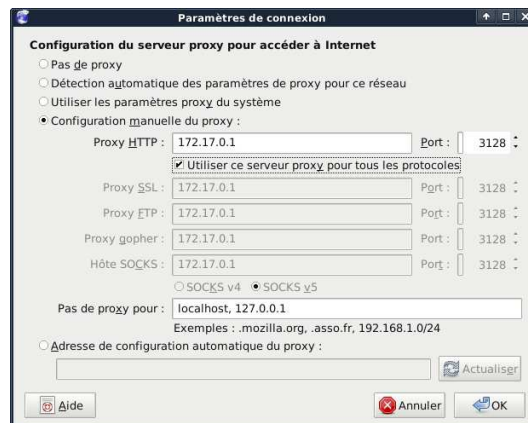 Paramètres de connexion
Configuration du serveur proxy pour accéder à Internet
Pas de proxy
Détection automatique des paramètres de proxy pour ce réseau
Utiliser les paramètres proxy du système
Configuration manuelle du proxy :
Proxy HTTP : 172.17.0.1 Port : 3128
Utiliser ce serveur proxy pour tous les protocoles
Proxy SSL : 172.17.0.1 Port : 3128
Proxy FTP : 172.17.0.1 Port : 3128
Proxy gopher : 172.17.0.1 Port : 3128
Hôte SOCKS : 172.17.0.1 Port : 3128
SOCKS v4 SOCKS v5
Pas de proxy pour : localhost, 127.0.0.1
Exemples : .mozilla.org, .asso.fr, 192.168.1.0/24
Adresse de configuration automatique du proxy :
Actualiser
Aide Annuler OK